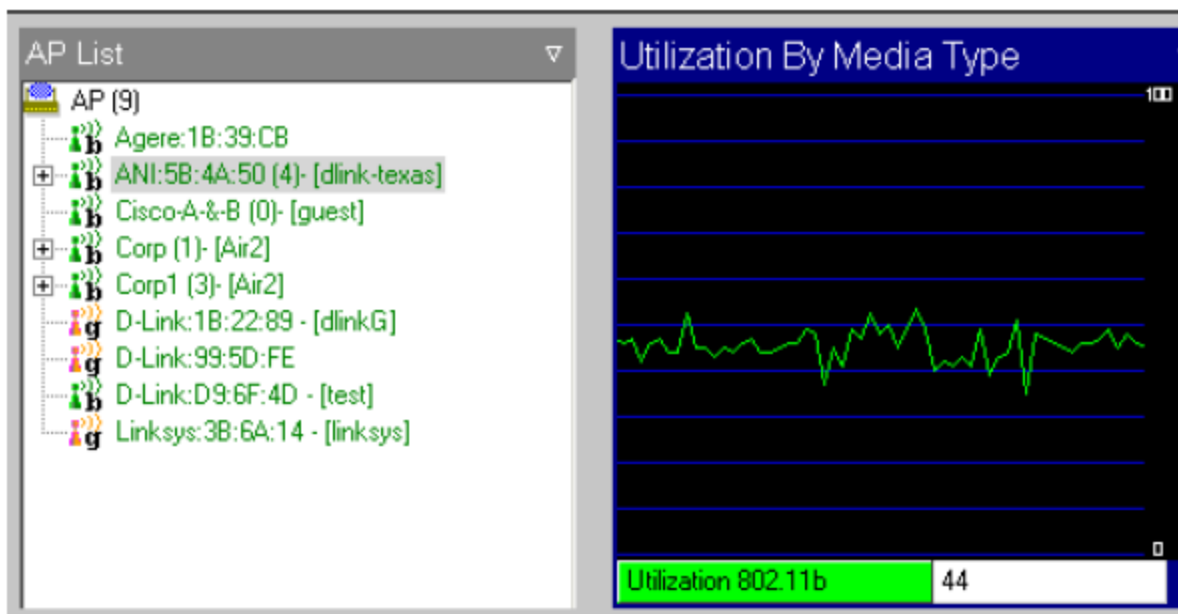 AP List
AP (9)
b Agere:1B:39:CB
b ANI:5B:4A:50 (4)- [dlink-texas]
b Cisco-A-&-B (0)- [guest]
b Corp (1)- [Air2]
b Corp1 (3)- [Air2]
g D-Link:1B:22:89 - [dlinkG]
g D-Link:99:5D:FE
b D-Link:D9:6F:4D - [test]
g Linksys:3B:6A:14 - [linksys]
Utilization By Media Type
100
0
Utilization 802.11b 44